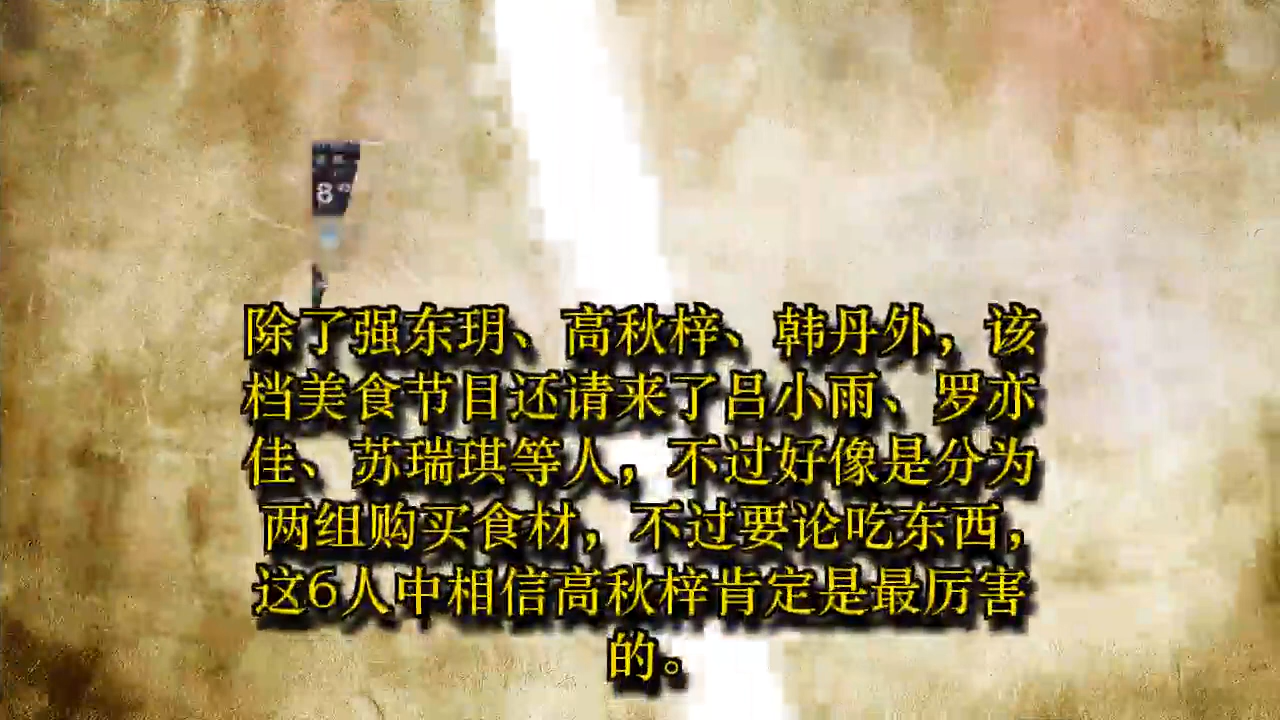 8
除了强东玥、高秋梓、韩丹外，该
档美食节目还请来了吕小雨、罗亦
佳、苏瑞琪等人，不过好像是分为
两组购买食材，不过要论吃东西，
这6人中相信高秋梓肯定是最厉害
的。